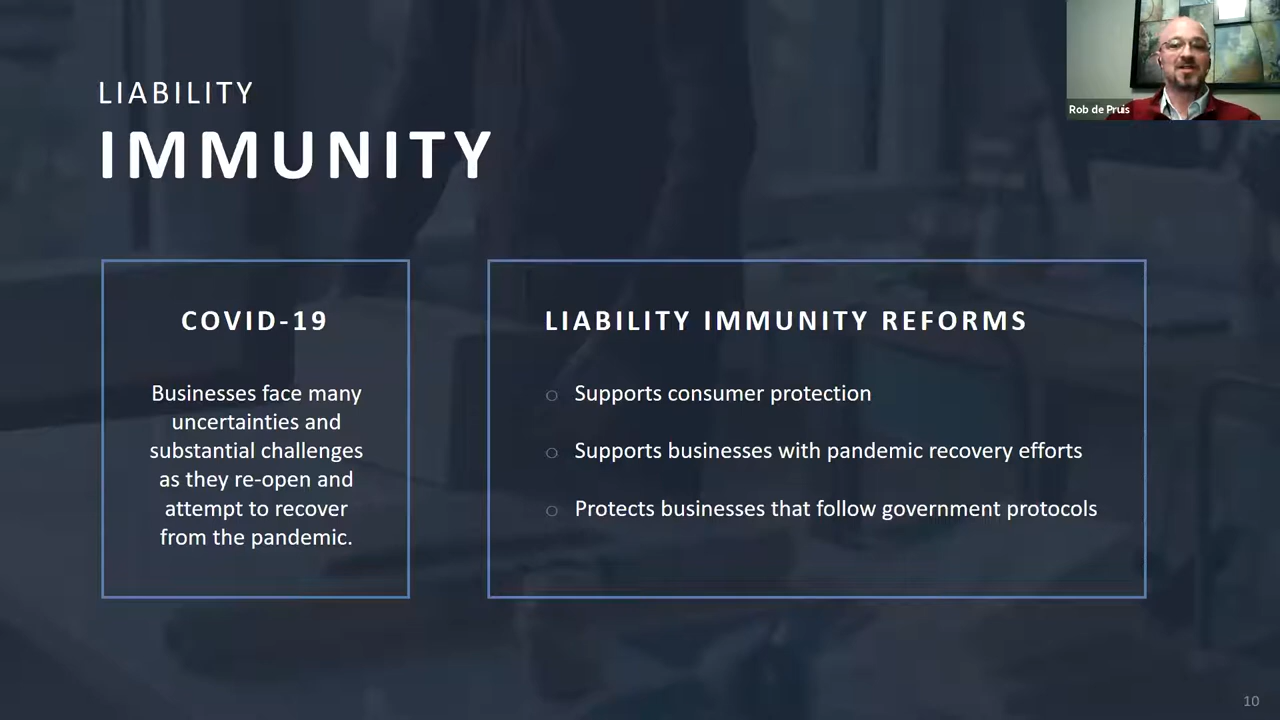 LIABILITY
IMMUNITY
Rob de Pruis
COVID-19
Businesses face many
uncertainties and
substantial challenges
as they re-open and
attempt to recover
from the pandemic.
LIABILITY IMMUNITY REFORMS
Supports consumer protection
Supports businesses with pandemic recovery efforts
Protects businesses that follow government protocols
10